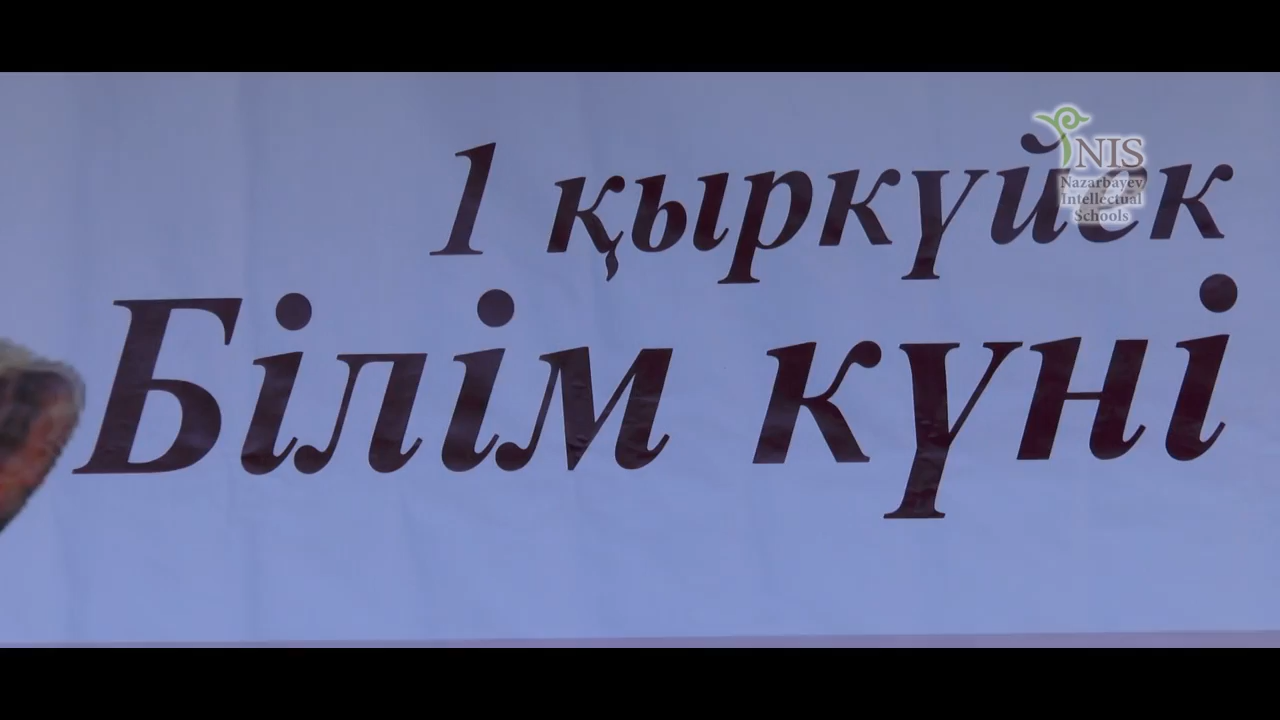 1 қыркүйек
Білім күні
NIS
Nazarbayev
Intellectual
Schools